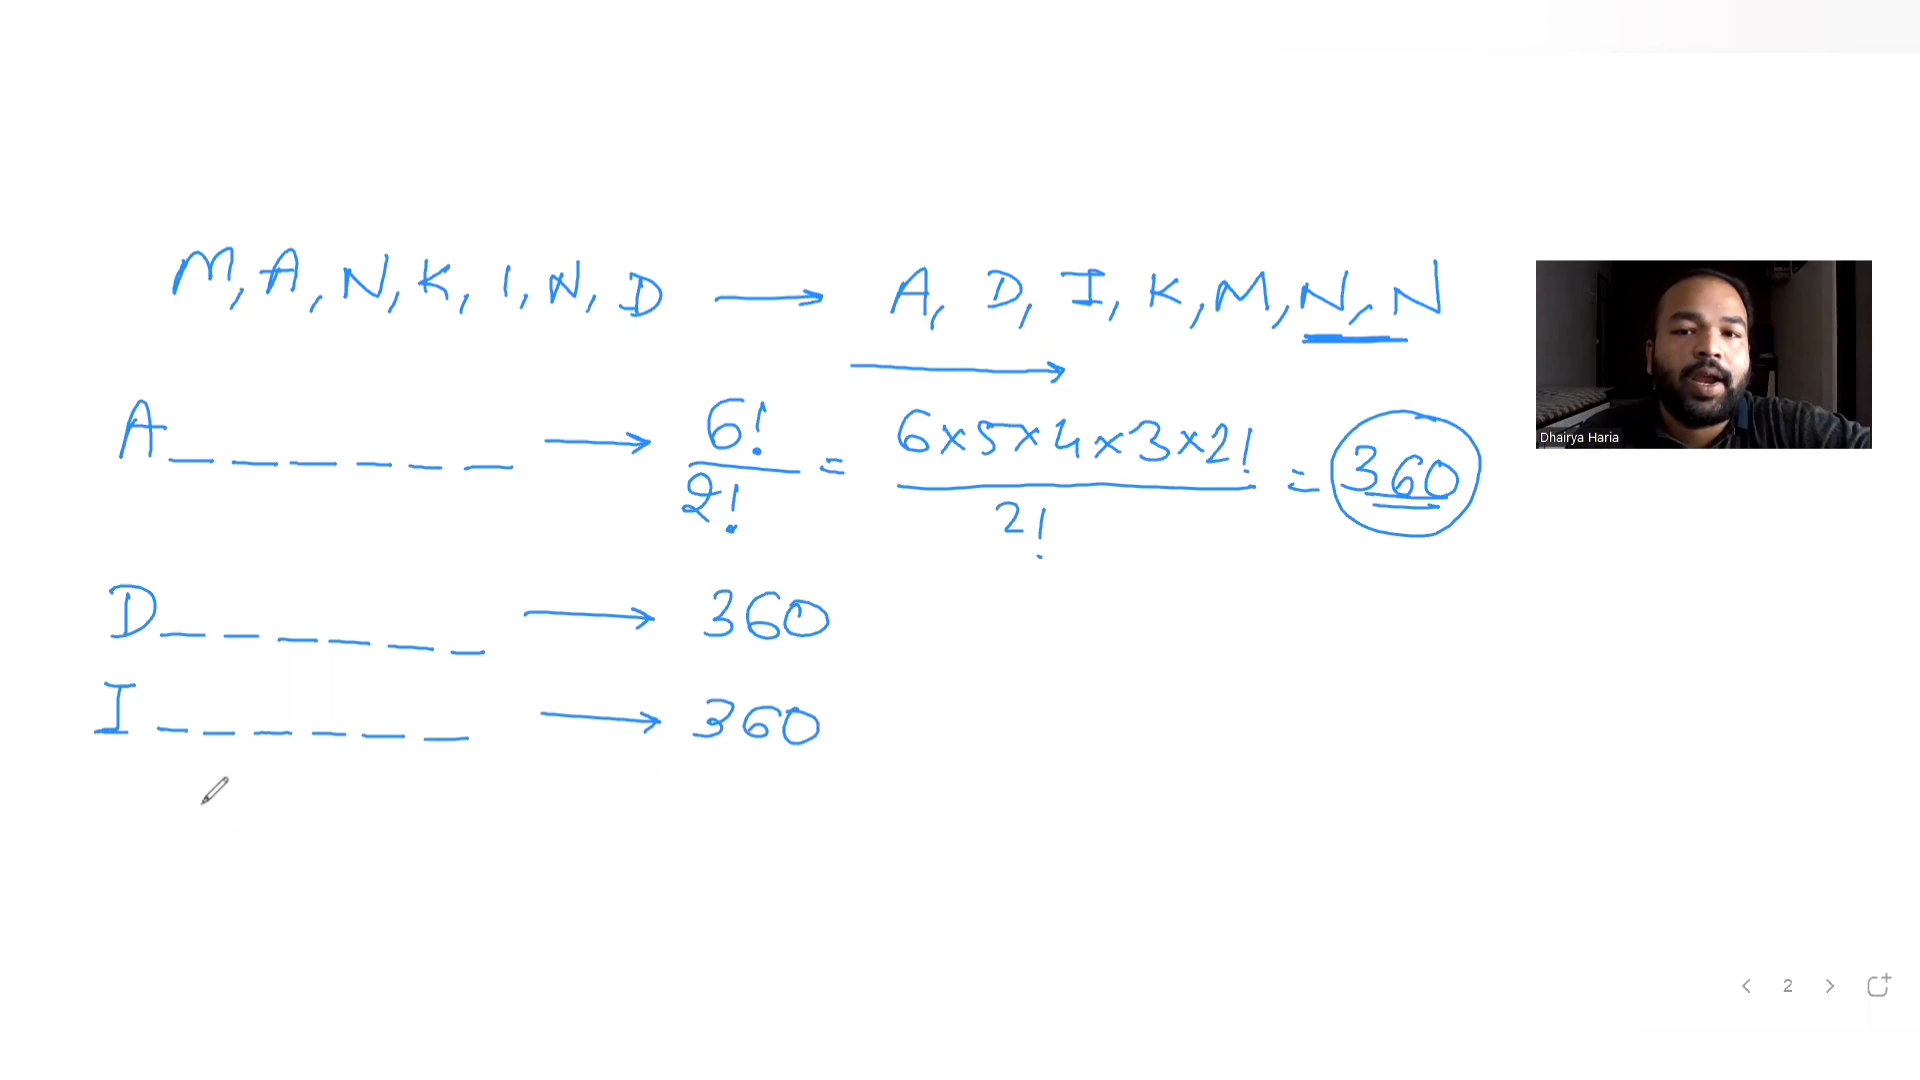 M, A, N, K, I, N, D → A, D, I, K, M, N, N
A _ _ _ _ _ _ → 6!/2! = 6×5×4×3×2!/2! = 360
Dhairya Haria
D _ _ _ _ _ _ → 360
I _ _ _ _ _ _ → 360
2